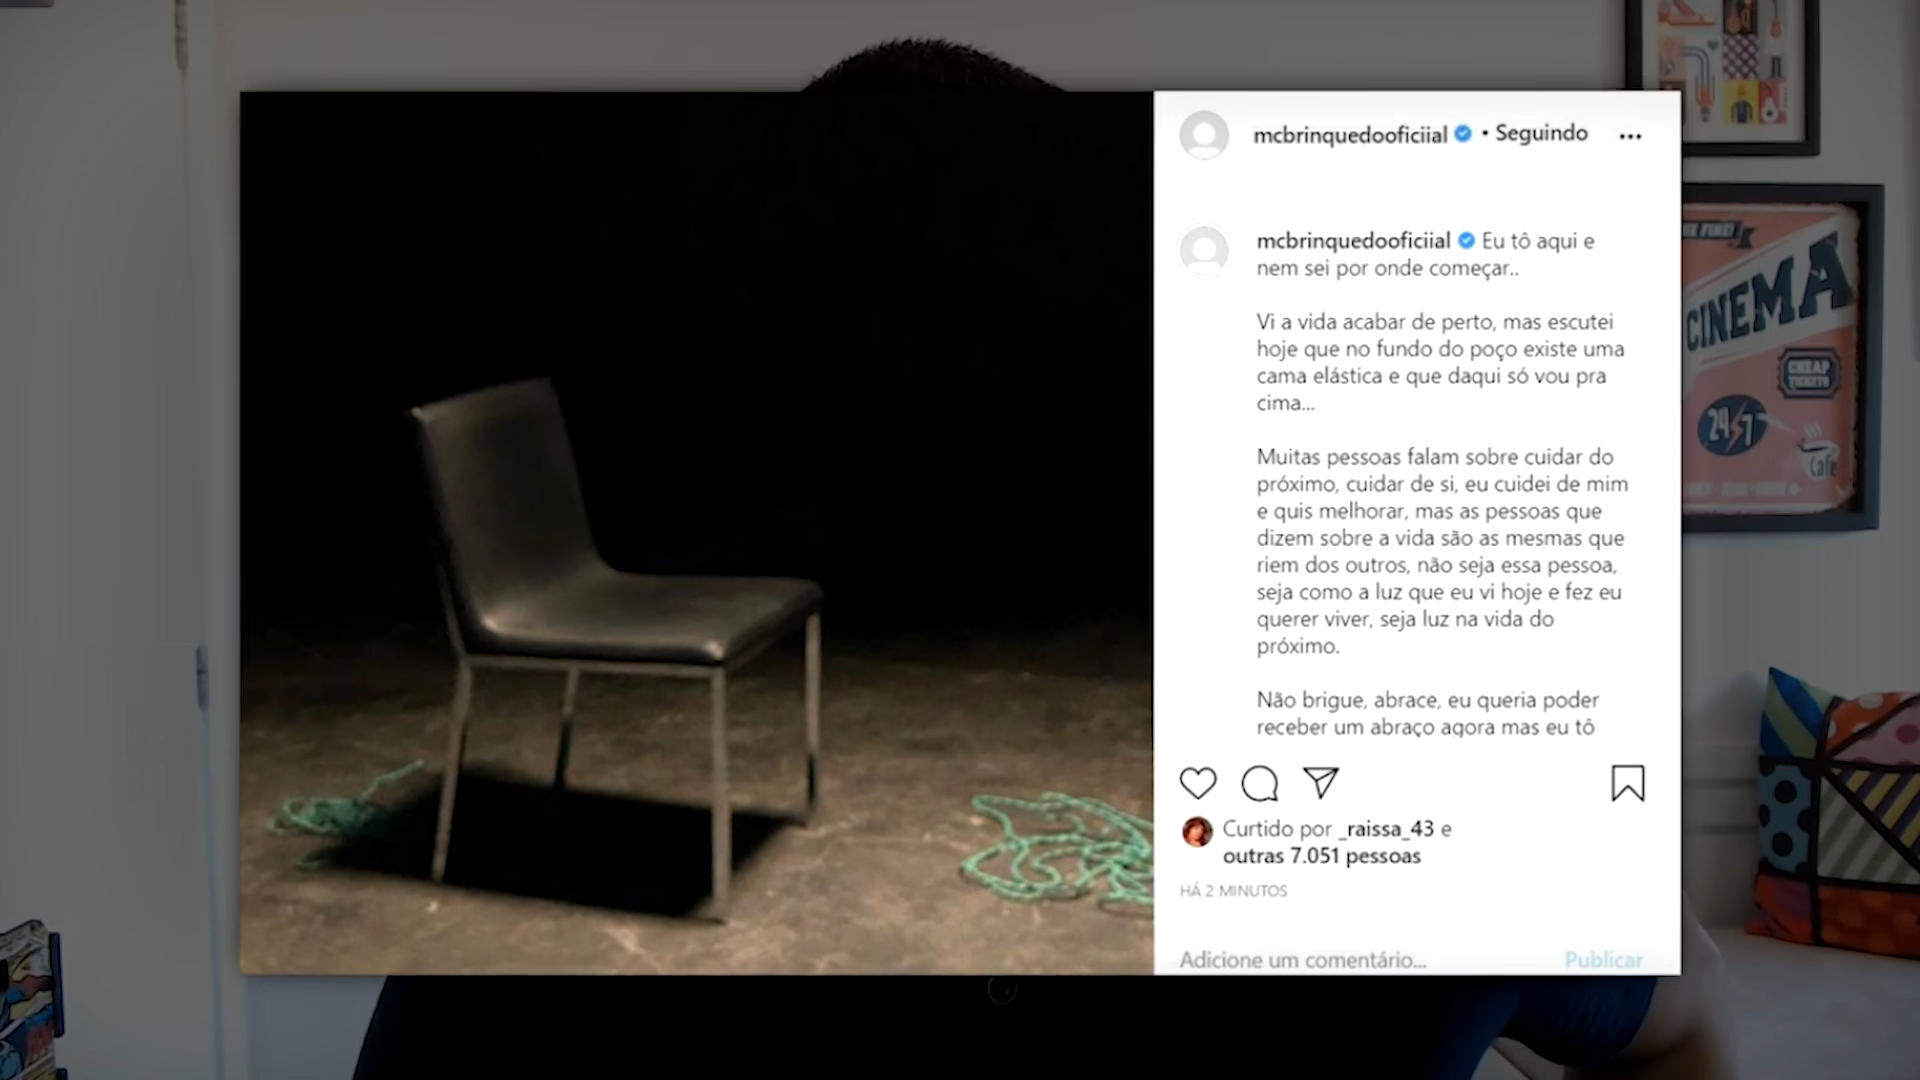 mcbrinquedooficiial • Seguindo
mcbrinquedooficiial Eu tô aqui e
nem sei por onde começar..
Vi a vida acabar de perto, mas escutei
hoje que no fundo do poço existe uma
cama elástica e que daqui só vou pra
cima...
Muitas pessoas falam sobre cuidar do
próximo, cuidar de si, eu cuidei de mim
e quis melhorar, mas as pessoas que
dizem sobre a vida são as mesmas que
riem dos outros, não seja essa pessoa,
seja como a luz que eu vi hoje e fez eu
querer viver, seja luz na vida do
próximo.
Não brigue, abrace, eu queria poder
receber um abraço agora mas eu tô
Curtido por _raissa_43 e
outras 7.051 pessoas
HÁ 2 MINUTOS
Adicione um comentário... Publicar
CINEMA
CHEAP
TICKETS
24/7
Café